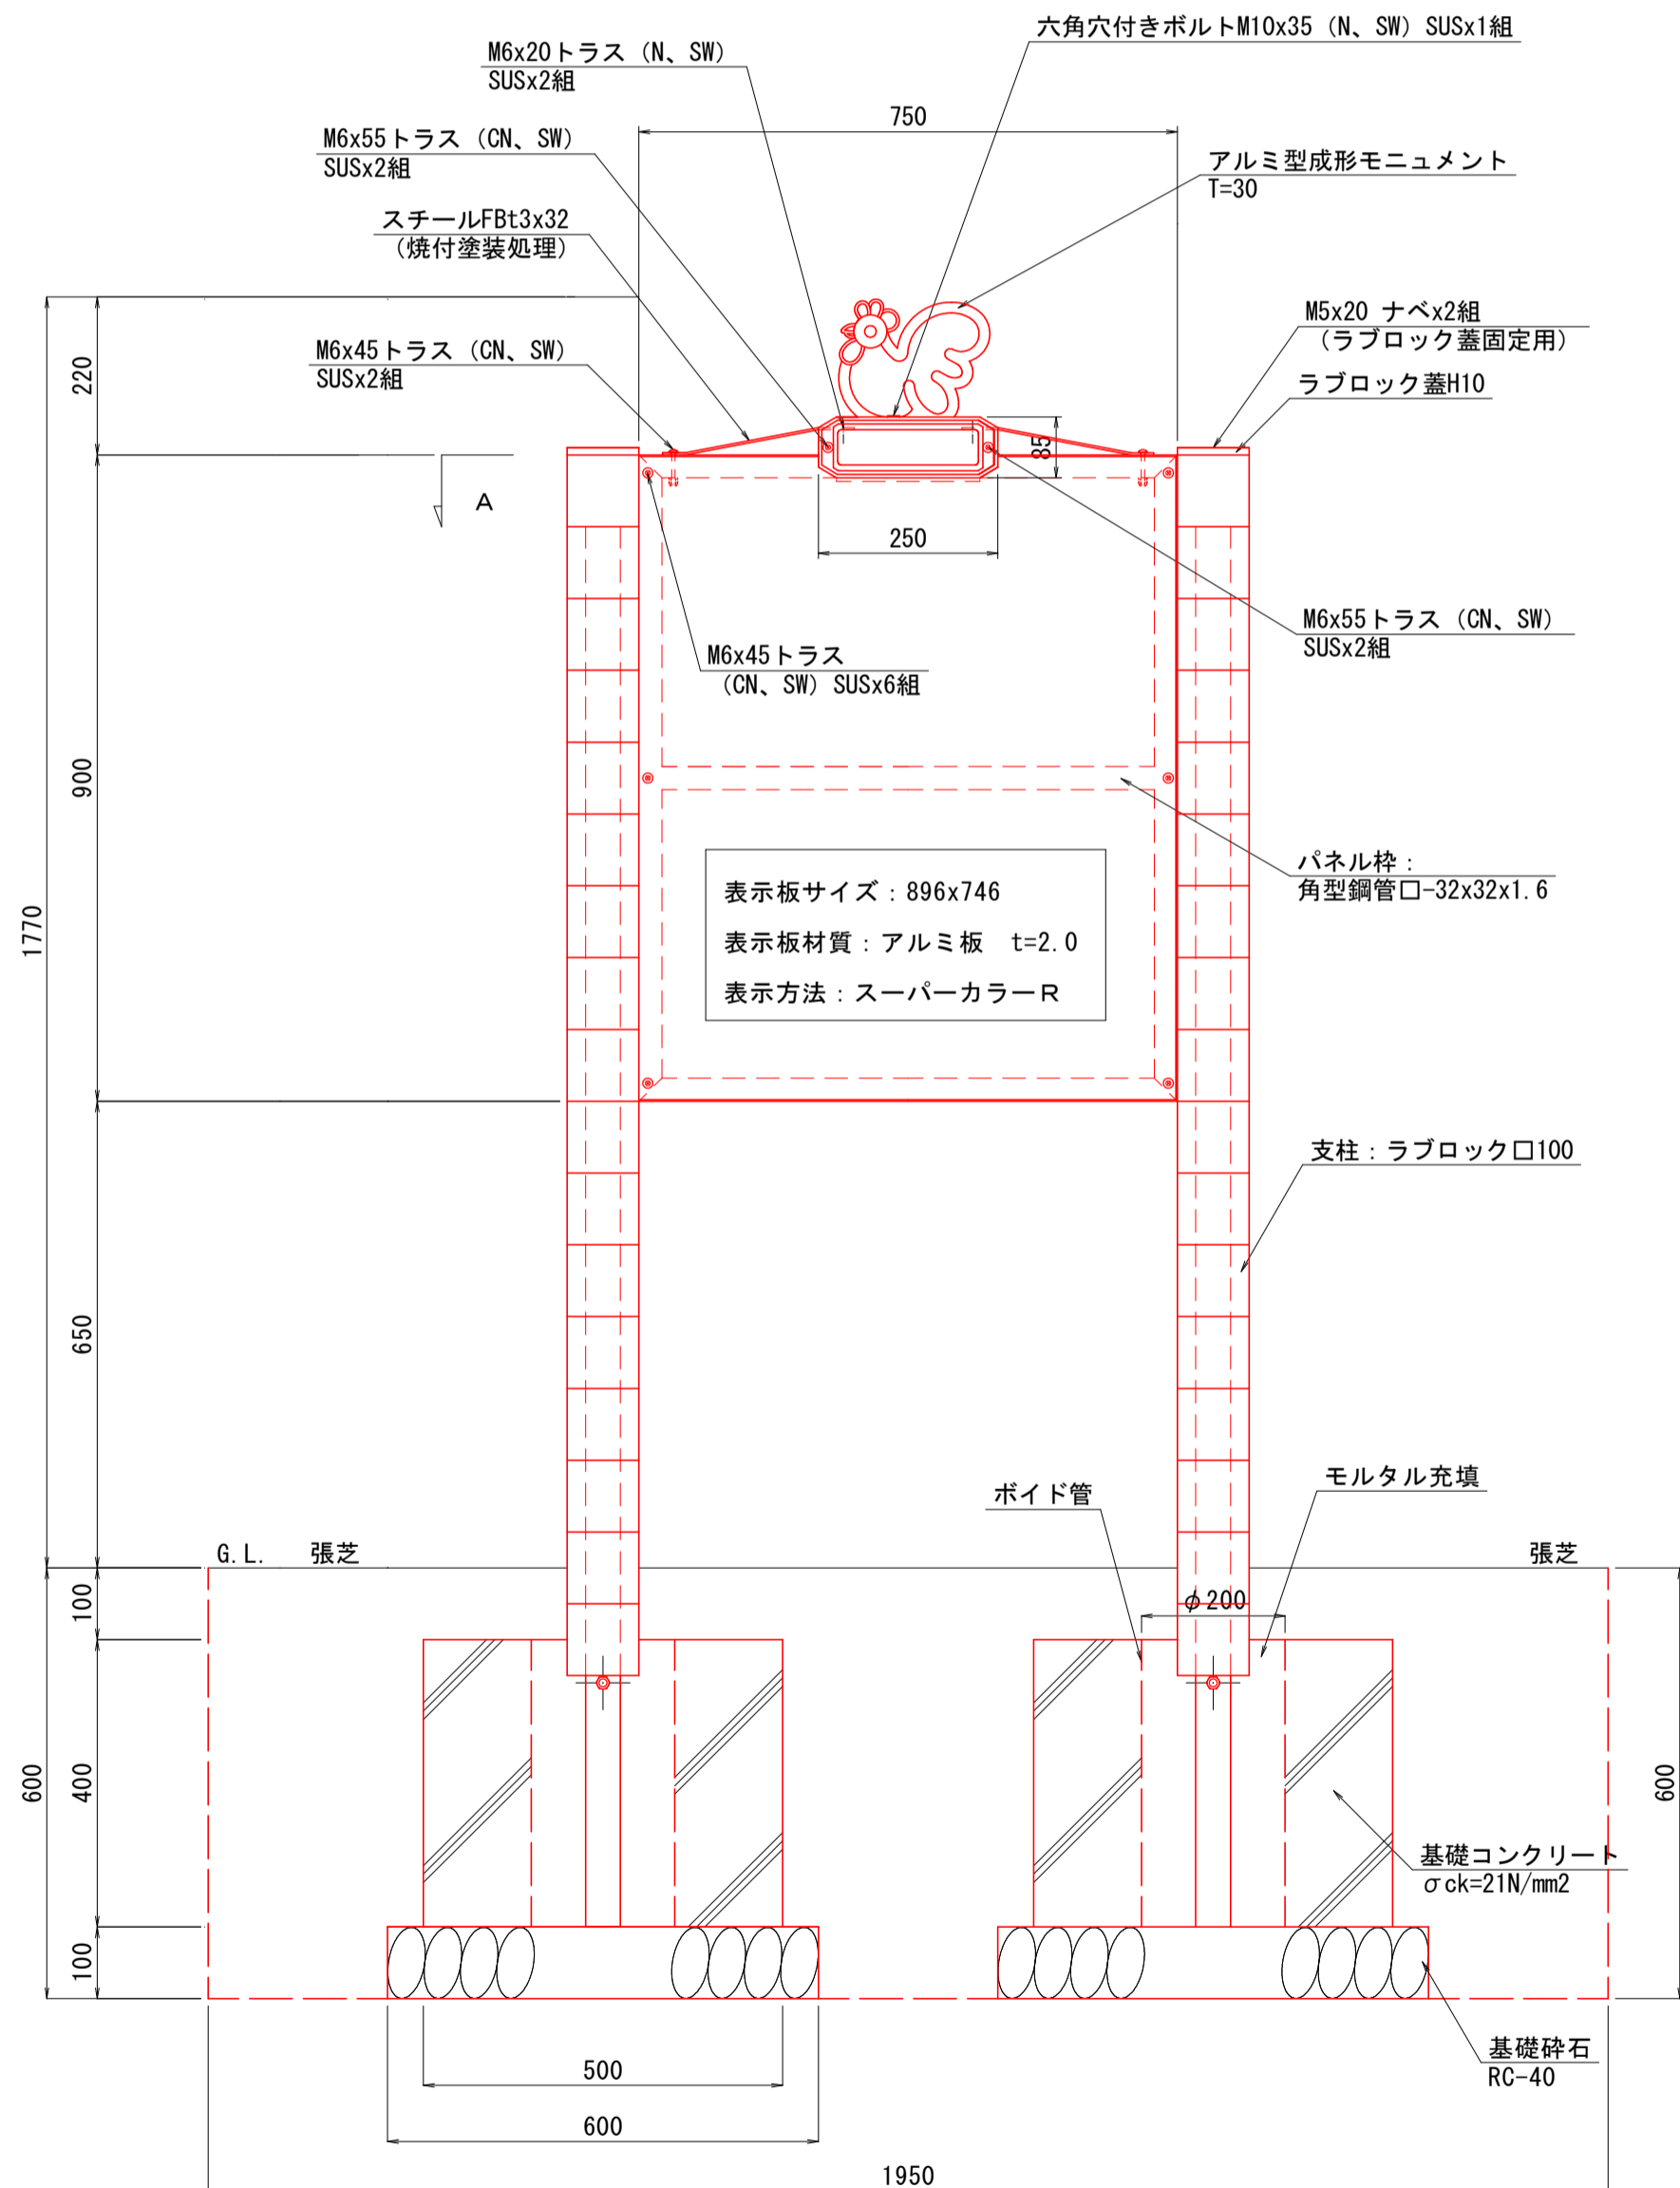 六角穴付きボルトM10x35（N、SW）SUSx1組
M6x20トラス（N、SW）
SUSx2組
750
M6x55トラス（CN、SW）
SUSx2組
アルミ型成形モニュメント
T=30
スチールFBt3x32
（焼付塗装処理）
M5x20 ナベx2組
（ラブロック蓋固定用）
M6x45トラス（CN、SW）
SUSx2組
ラブロック蓋H10
220
85
A
250
M6x55トラス（CN、SW）
SUSx2組
M6x45トラス
（CN、SW）SUSx6組
900
パネル枠：
角型鋼管口-32x32x1.6
表示板サイズ：896x746
表示板材質：アルミ板　t=2.0
表示方法：スーパーカラーR
1770
支柱：ラブロック口100
650
モルタル充填
ボイド管
G.L.
張芝
張芝
100
φ200
600
400
600
基礎コンクリート
σck=21N/mm2
100
基礎砕石
RC-40
500
600
1950